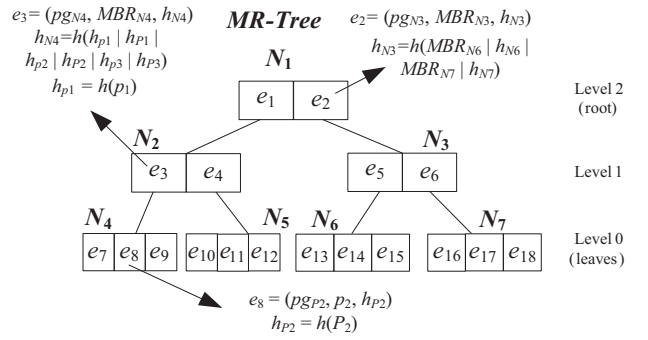 MR-Tree
e3 = (pgN4, MBRN4, hN4)
hN4=h(hp1 | hP1 |
hp2 | hP2 | hp3 | hP3)
hp1 = h(p1)
e2 = (pgN3, MBRN3, hN3)
hN3=h(MBRN6 | hN6 |
MBRN7 | hN7)
N1
e1 e2
Level 2
(root)
N2 N3
e3 e4 e5 e6
Level 1
N4 N5 N6 N7
e7 e8 e9 e10 e11 e12 e13 e14 e15 e16 e17 e18
Level 0
(leaves)
e8 = (pgP2, p2, hP2)
hP2 = h(P2)